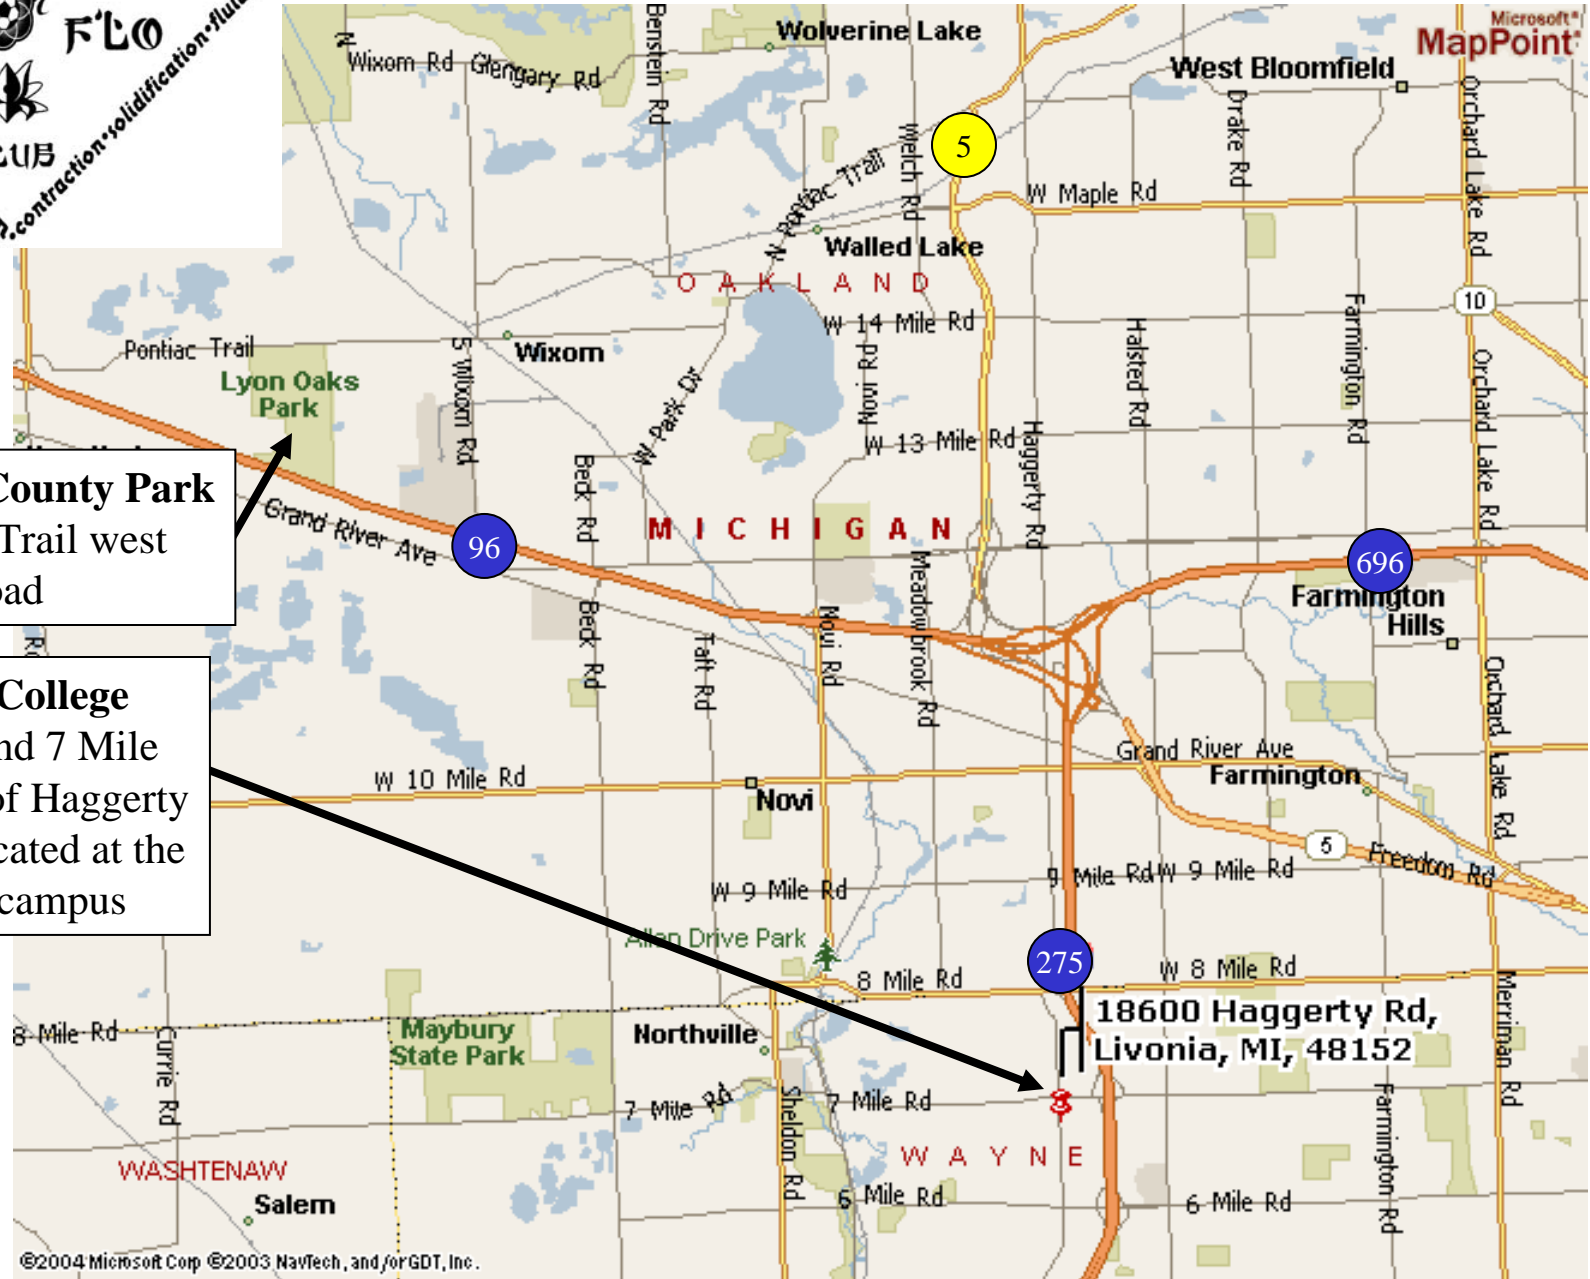 FLO
contraction•solidification•fluid
Microsoft®
MapPoint®
Wolverine Lake
Benstein Rd
Wixom Rd
Glengary Rd
West Bloomfield
Orchard Lake Rd
Drake Rd
Welch Rd
5
N Pontiac Trail
W Maple Rd
Walled Lake
OAKLAND
10
W 14 Mile Rd
Farmington Rd
Halsted Rd
Pontiac Trail
Wixom
S Wixom Rd
Novi Rd
Orchard Lake Rd
Lyon Oaks
Park
W Park Dr
W 13 Mile Rd
Haggerty Rd
County Park
Trail west
Beck Rd
Grand River Ave
96
MICHIGAN
696
Meadowbrook Rd
Farmington
Hills
Beck Rd
Taft Rd
Novi Rd
Orchard Lake Rd
College
nd 7 Mile
of Haggerty
cated at the
campus
Grand River Ave
W 10 Mile Rd
Novi
Farmington
5
Freedom Rd
W 9 Mile Rd
9 Mile Rd
W 9 Mile Rd
Allen Drive Park
275
8 Mile Rd
W 8 Mile Rd
Merriman Rd
18600 Haggerty Rd,
Livonia, MI, 48152
8 Mile Rd
Currie Rd
Maybury
State Park
Northville
7 Mile Rd
Sheldon Rd
7 Mile Rd
Farmington Rd
WAYNE
WASHTENAW
Salem
6 Mile Rd
6 Mile Rd
©2004 Microsoft Corp ©2003 NavTech, and/or GDT, Inc.